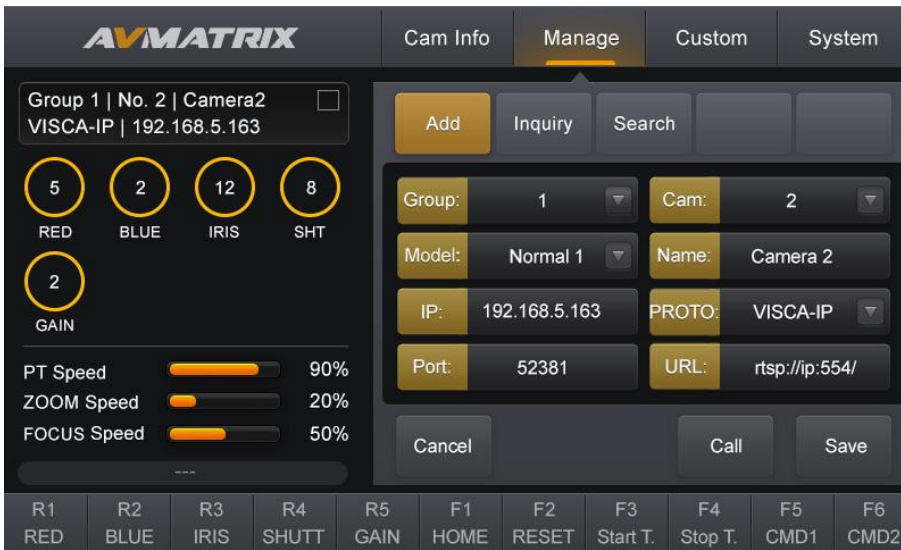 AVMATRIX
Cam Info Manage Custom System
Group 1 | No. 2 | Camera2
VISCA-IP | 192.168.5.163
5 2 12 8
RED BLUE IRIS SHT
2
GAIN
PT Speed 90%
ZOOM Speed 20%
FOCUS Speed 50%
---
Add Inquiry Search
Group: 1 Cam: 2
Model: Normal 1 Name: Camera 2
IP: 192.168.5.163 PROTO: VISCA-IP
Port: 52381 URL: rtsp://ip:554/
Cancel Call Save
R1 R2 R3 R4 R5 F1 F2 F3 F4 F5 F6
RED BLUE IRIS SHUTT GAIN HOME RESET Start T. Stop T. CMD1 CMD2